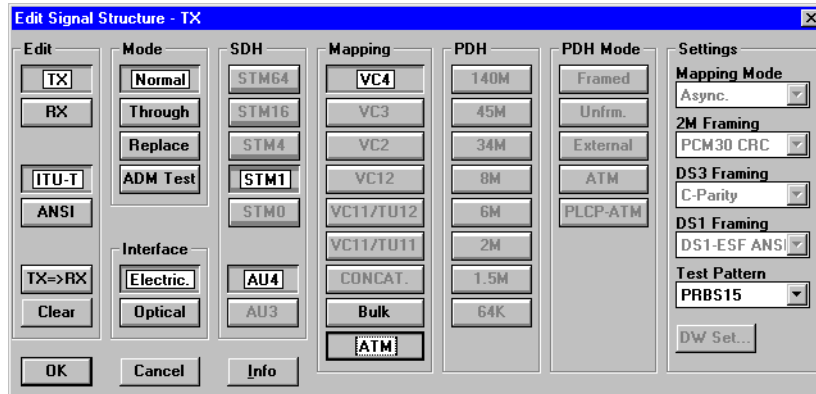 Edit Signal Structure - TX
Edit Mode SDH Mapping PDH PDH Mode Settings
TX Normal STM64 VC4 140M Framed Mapping Mode
Async.
RX Through STM16 VC3 45M Unfrm. 2M Framing
Replace STM4 VC2 34M External PCM30 CRC
ITU-T ADM Test STM1 VC12 8M ATM DS3 Framing
C-Parity
ANSI STM0 VC11/TU12 6M PLCP-ATM DS1 Framing
Interface VC11/TU11 2M DS1-ESF ANSI
TX=>RX Electric. AU4 CONCAT. 1.5M Test Pattern
PRBS15
Clear Optical AU3 Bulk 64K
ATM DW Set...
OK Cancel Info